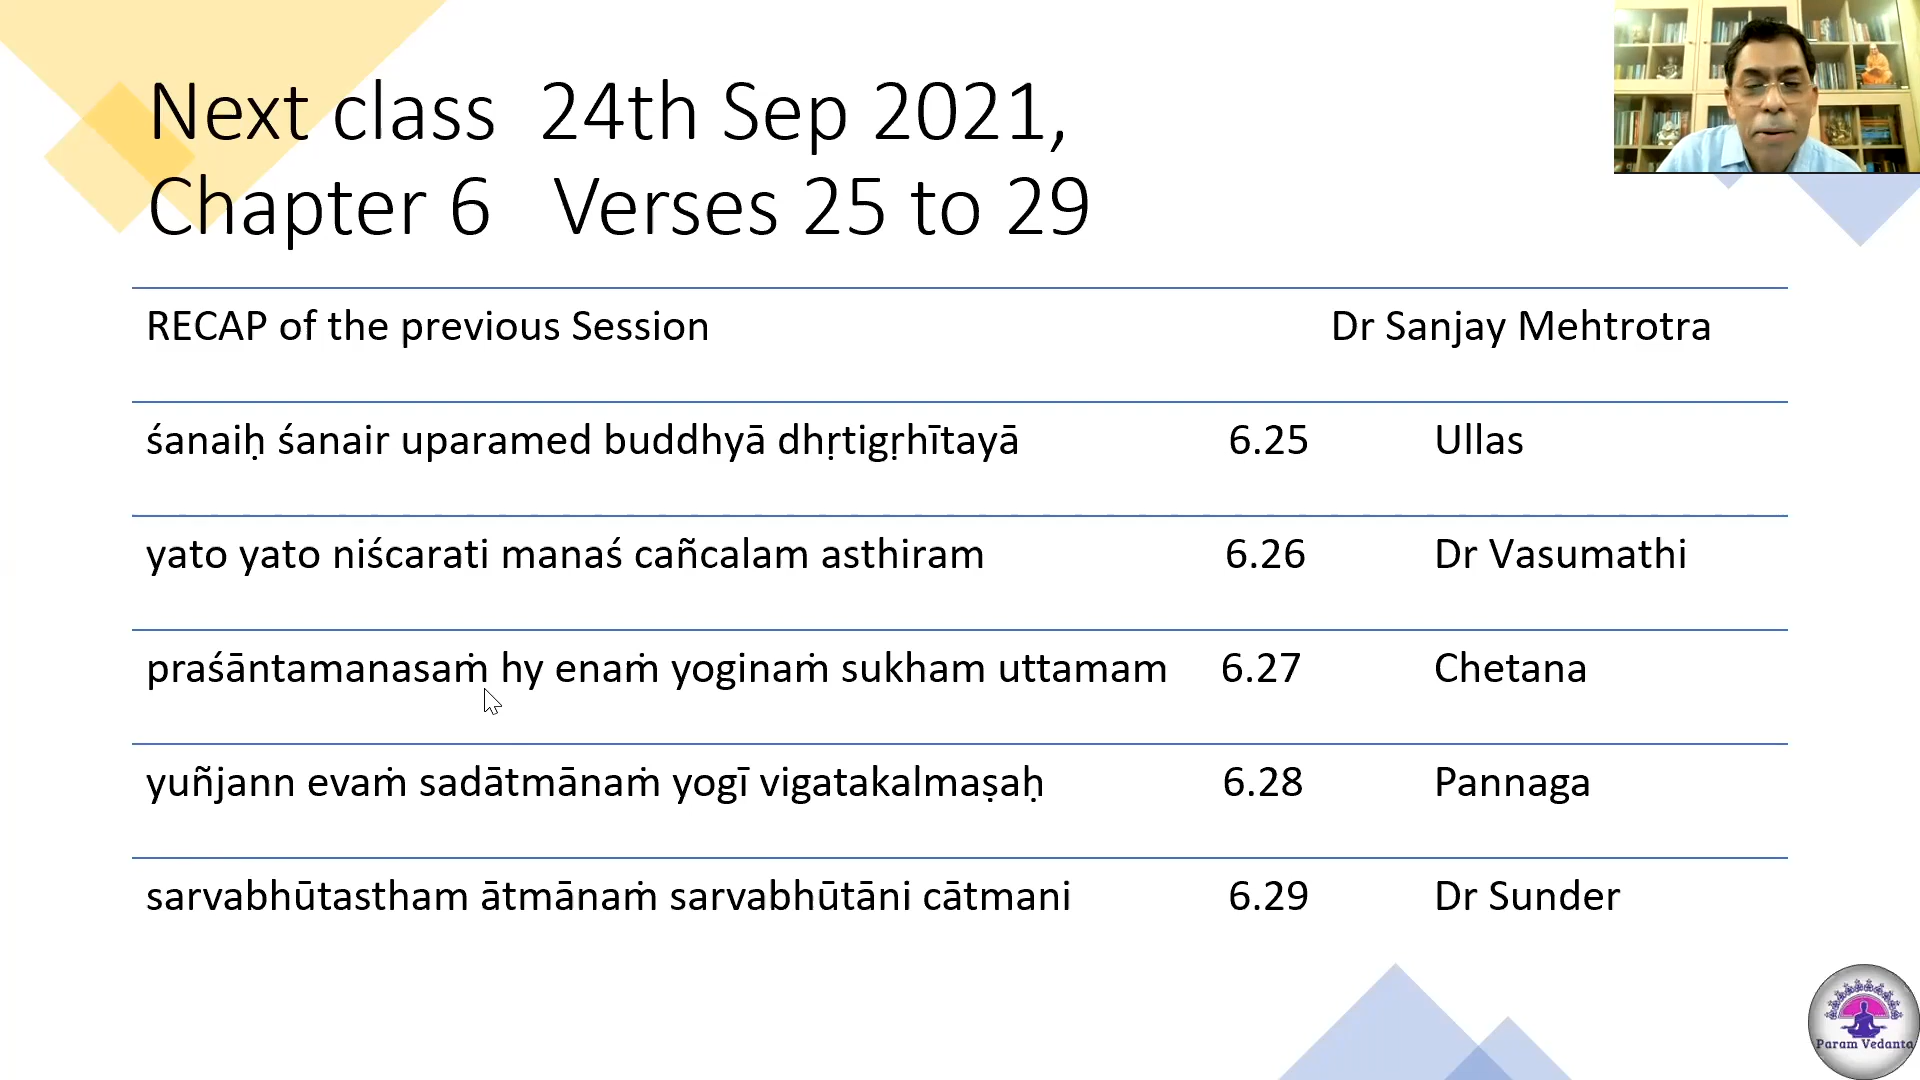 Next class 24th Sep 2021,
Chapter 6 Verses 25 to 29
RECAP of the previous Session Dr Sanjay Mehtrotra
śanaiḥ śanair uparamed buddhyā dhṛtigṛhītayā 6.25 Ullas
yato yato niścarati manaś cañcalam asthiram 6.26 Dr Vasumathi
praśāntamanasaṁ hy enaṁ yoginaṁ sukham uttamam 6.27 Chetana
yuñjann evaṁ sadātmānaṁ yogī vigatakalmaṣaḥ 6.28 Pannaga
sarvabhūtastham ātmānaṁ sarvabhūtāni cātmani 6.29 Dr Sunder
Param Vedanta